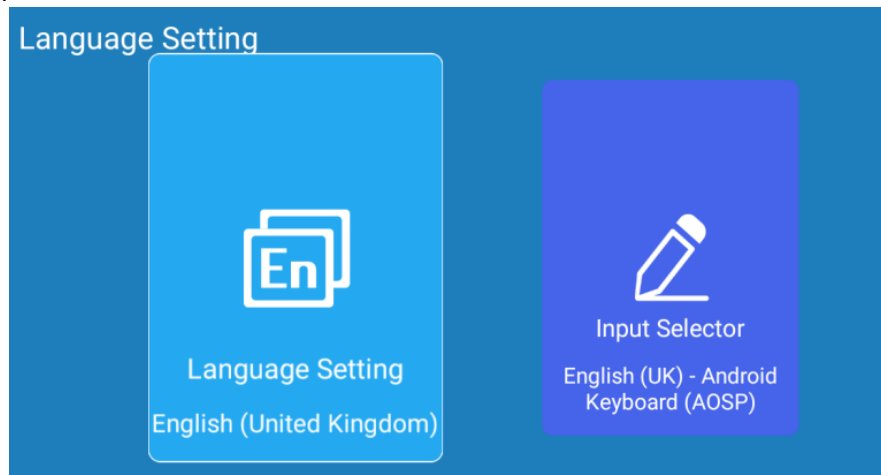 Language Setting
En
Language Setting
English (United Kingdom)
Input Selector
English (UK) - Android
Keyboard (AOSP)